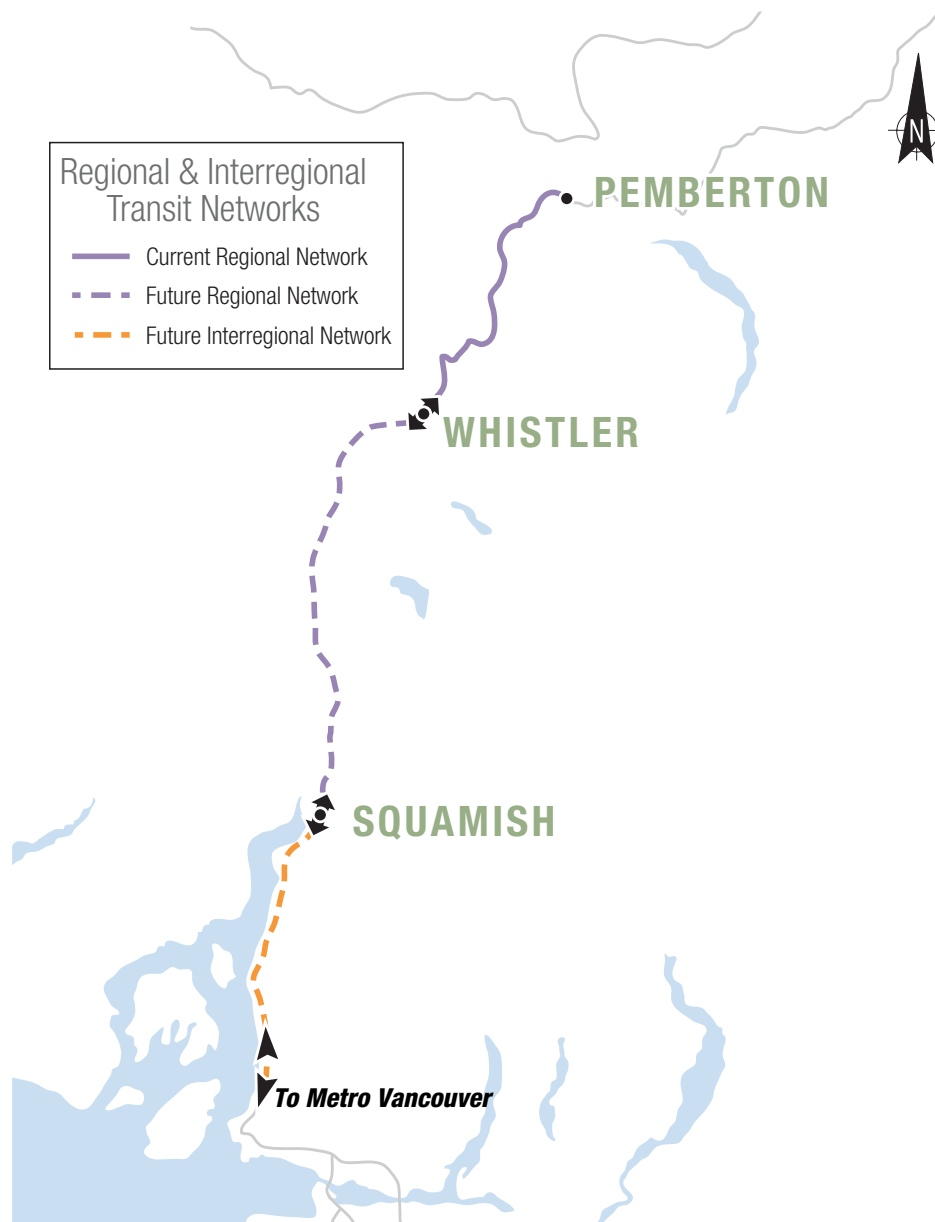 N
Regional & Interregional
Transit Networks
Current Regional Network
Future Regional Network
Future Interregional Network
PEMBERTON
WHISTLER
SQUAMISH
To Metro Vancouver